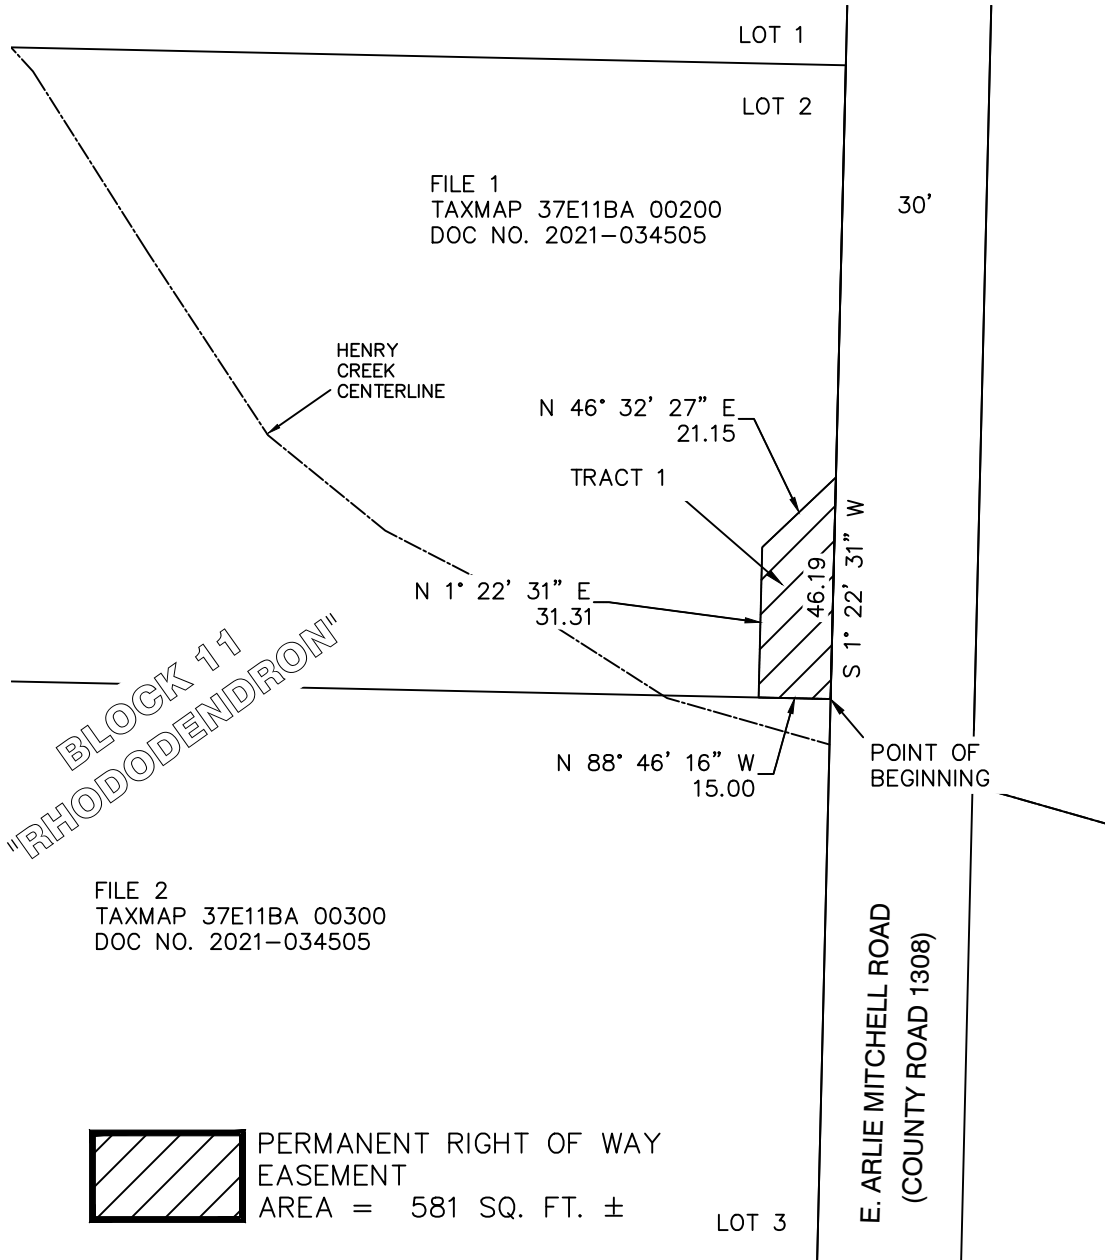 LOT 1
LOT 2
FILE 1
TAXMAP 37E11BA 00200
DOC NO. 2021-034505
30'
HENRY
CREEK
CENTERLINE
N 46° 32' 27" E
21.15
TRACT 1
46.19
S 1° 22' 31" W
N 1° 22' 31" E
31.31
BLOCK 11
"RHODODENDRON"
N 88° 46' 16" W
15.00
POINT OF
BEGINNING
FILE 2
TAXMAP 37E11BA 00300
DOC NO. 2021-034505
E. ARLIE MITCHELL ROAD
(COUNTY ROAD 1308)
PERMANENT RIGHT OF WAY
EASEMENT
AREA = 581 SQ. FT. ±
LOT 3